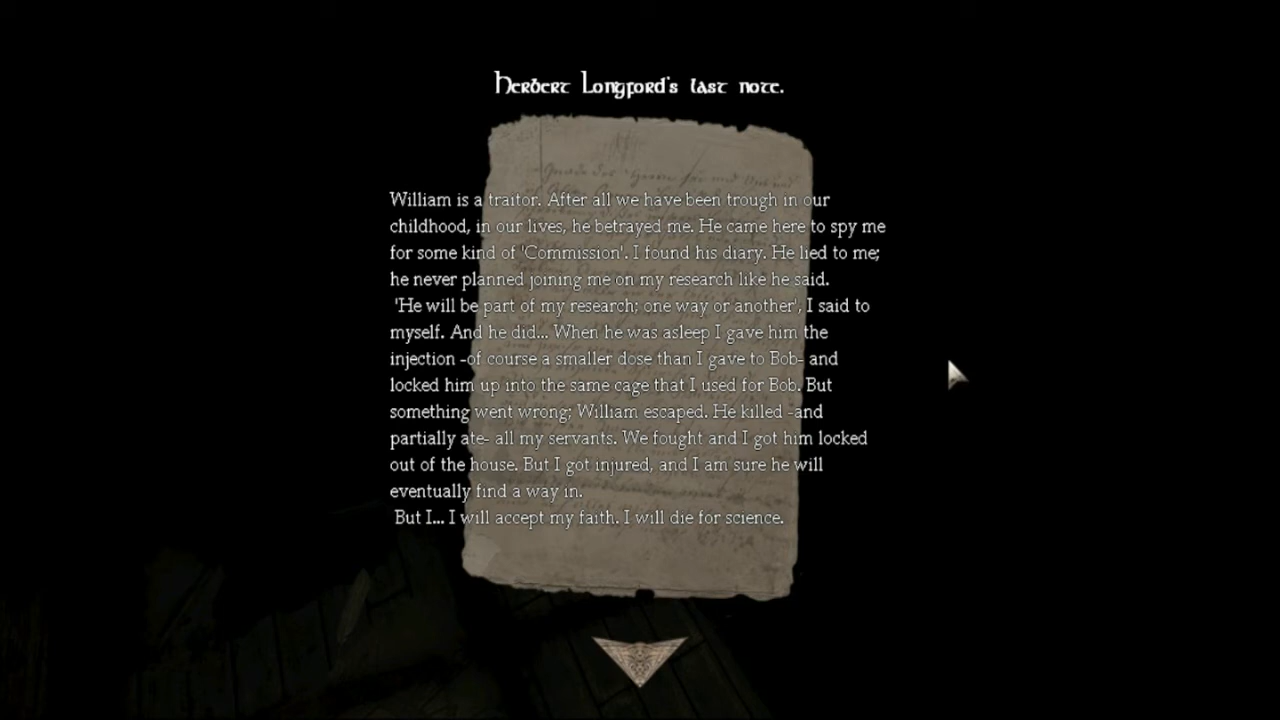 Herbert Longford's last note.
William is a traitor. After all we have been trough in our
childhood, in our lives, he betrayed me. He came here to spy me
for some kind of 'Commission'. I found his diary. He lied to me;
he never planned joining me on my research like he said.
'He will be part of my research; one way or another', I said to
myself. And he did... When he was asleep I gave him the
injection -of course a smaller dose than I gave to Bob- and
locked him up into the same cage that I used for Bob. But
something went wrong; William escaped. He killed -and
partially ate- all my servants. We fought and I got him locked
out of the house. But I got injured, and I am sure he will
eventually find a way in.
But I... I will accept my faith. I will die for science.